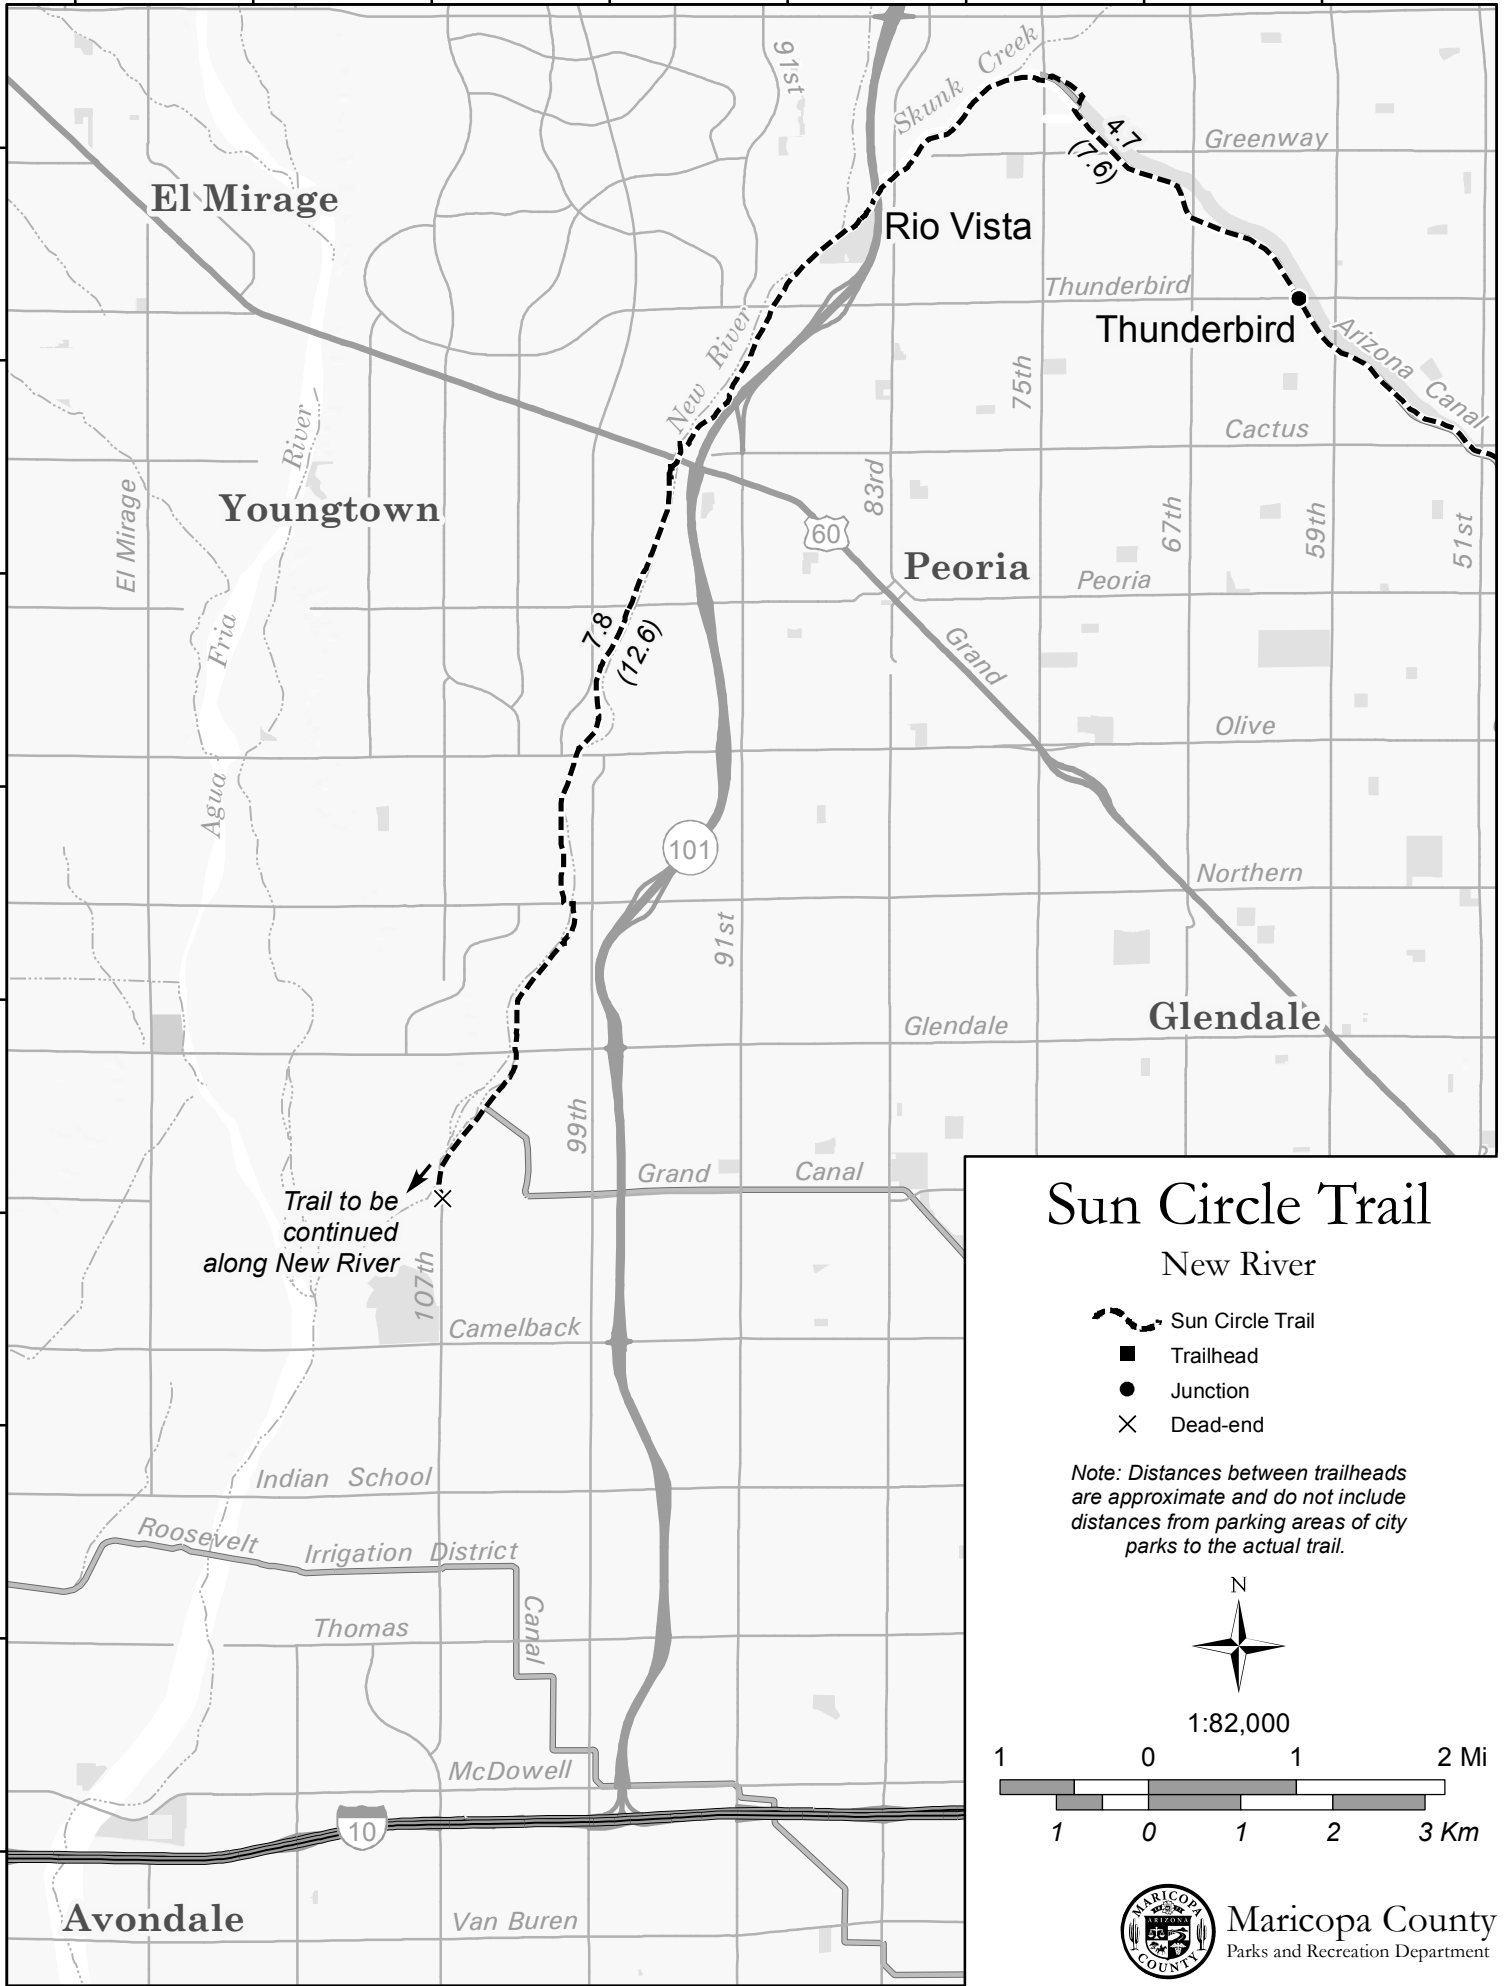 91st
Skunk Creek
4.7
(7.6)
Greenway
El Mirage
Rio Vista
Thunderbird
Thunderbird
Arizona Canal
New River
75th
Cactus
River
83rd
El Mirage
Youngtown
67th
59th
51st
60
Peoria
Peoria
Fria
7.8
(12.6)
Grand
Olive
Agua
101
Northern
91st
Glendale
Glendale
99th
Grand Canal
Trail to be
continued
along New River
107th
Camelback
Indian School
Roosevelt Irrigation District
Canal
Thomas
McDowell
10
Avondale
Van Buren
Sun Circle Trail
New River
Sun Circle Trail
Trailhead
Junction
Dead-end
Note: Distances between trailheads
are approximate and do not include
distances from parking areas of city
parks to the actual trail.
N
1:82,000
1 0 1 2 Mi
1 0 1 2 3 Km
MARICOPA
ARIZONA
COUNTY
Maricopa County
Parks and Recreation Department